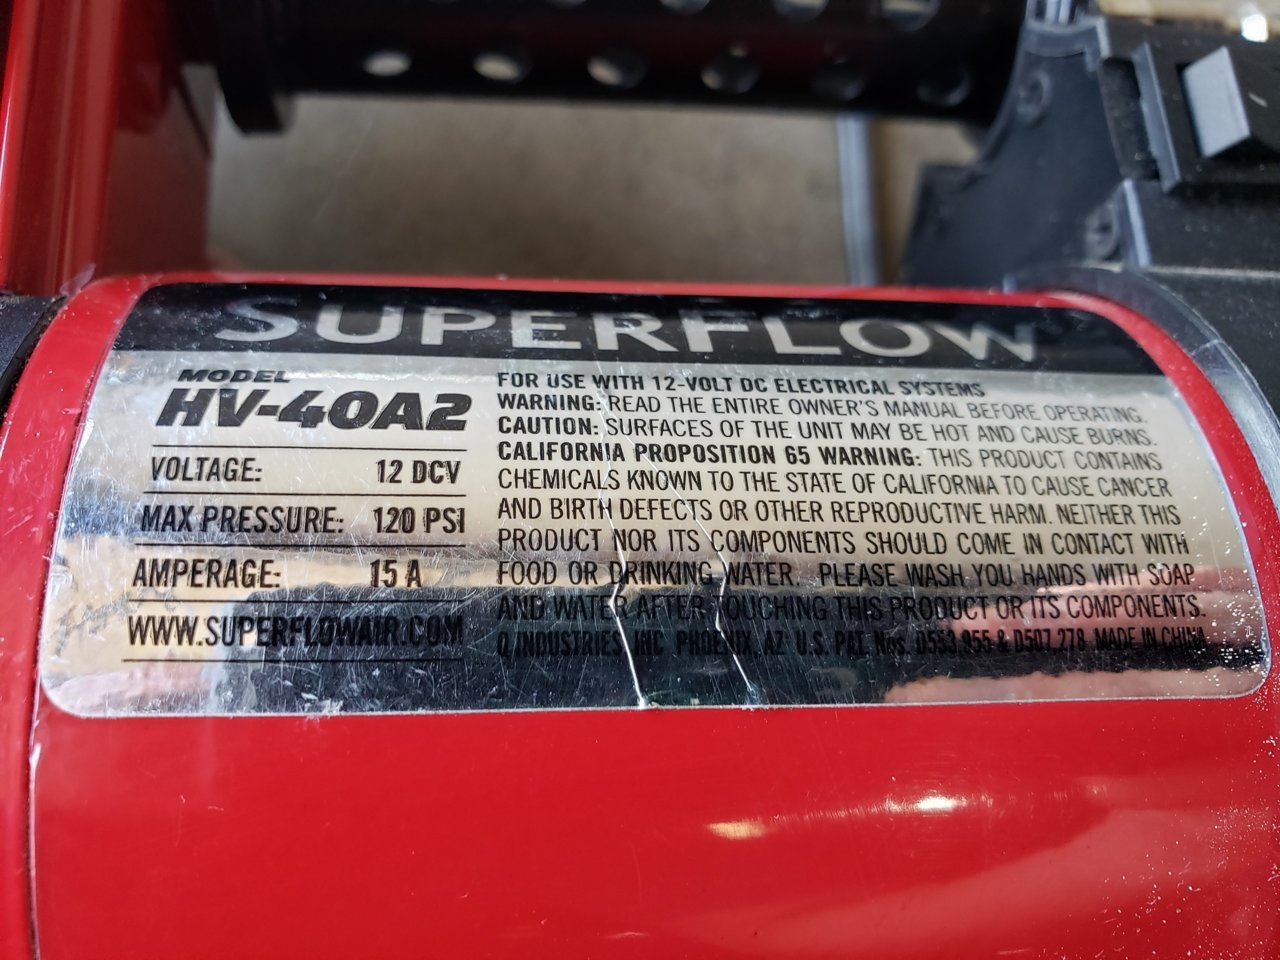 SUPERFLOW
MODEL
HV-40A2
VOLTAGE: 12 DCV
MAX PRESSURE: 120 PSI
AMPERAGE: 15 A
WWW.SUPERFLOWAIR.COM
FOR USE WITH 12-VOLT DC ELECTRICAL SYSTEMS
WARNING: READ THE ENTIRE OWNER'S MANUAL BEFORE OPERATING.
CAUTION: SURFACES OF THE UNIT MAY BE HOT AND CAUSE BURNS.
CALIFORNIA PROPOSITION 65 WARNING: THIS PRODUCT CONTAINS
CHEMICALS KNOWN TO THE STATE OF CALIFORNIA TO CAUSE CANCER
AND BIRTH DEFECTS OR OTHER REPRODUCTIVE HARM. NEITHER THIS
PRODUCT NOR ITS COMPONENTS SHOULD COME IN CONTACT WITH
FOOD OR DRINKING WATER. PLEASE WASH YOU HANDS WITH SOAP
AND WATER AFTER TOUCHING THIS PRODUCT OR ITS COMPONENTS.
Q INDUSTRIES INC PHOENIX, AZ U.S. PAT. Nos. D553,955 & D507,278 MADE IN CHINA